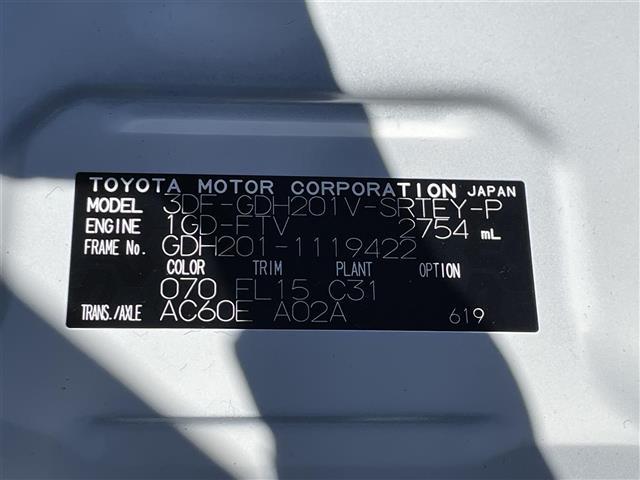 TOYOTA MOTOR CORPORATION JAPAN
MODEL 3DF-GDH201V-SRTEY-P
ENGINE 1GD-FTV 2754 mL
FRAME No. GDH201-1119422
COLOR TRIM PLANT OPTION
070 FL15 C31
TRANS./AXLE AC60E A02A 619